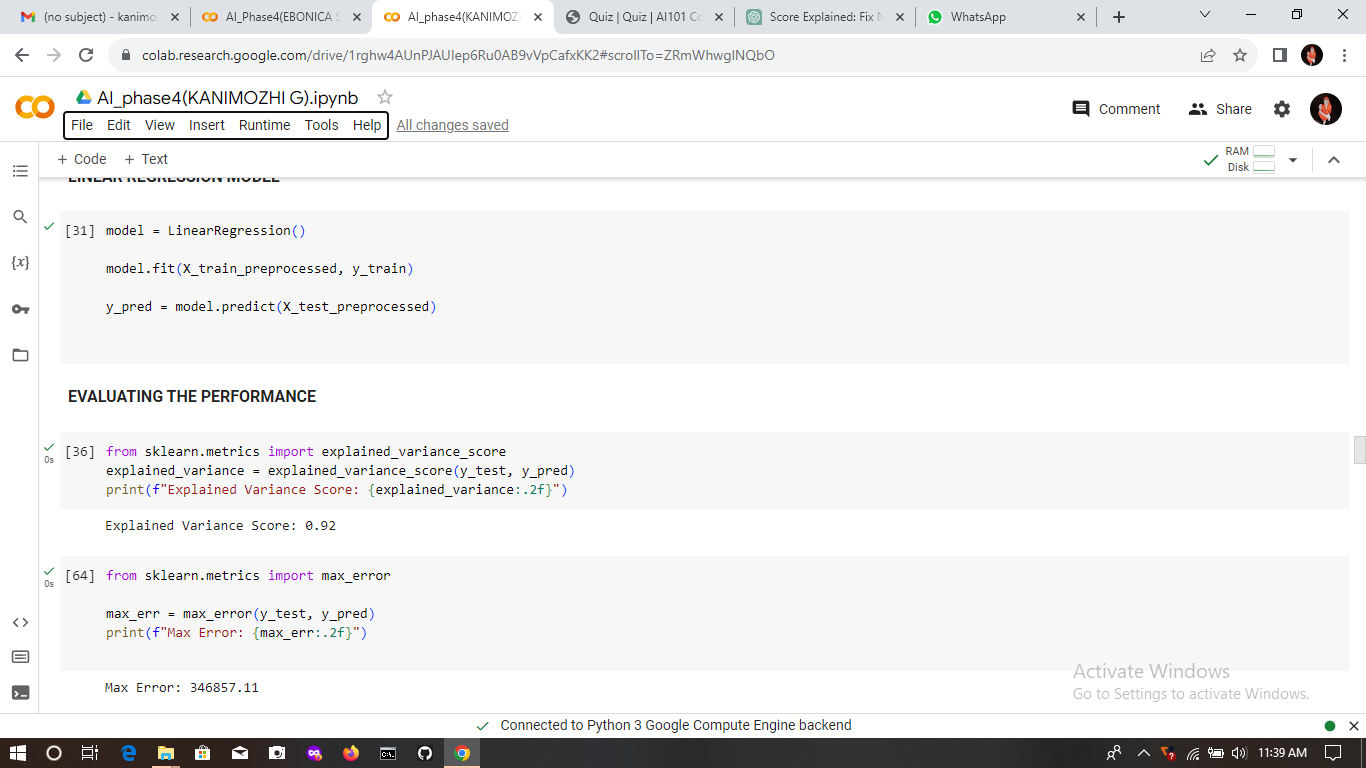 (no subject) - kanimo
AI_Phase4(EBONICA S
AI_phase4(KANIMOZ
Quiz | Quiz | AI101 Co
Score Explained: Fix N
WhatsApp
colab.research.google.com/drive/1rghw4AUnPJAUlep6Ru0AB9vVpCafxKK2#scrollTo=ZRmWhwglNQbO
AI_phase4(KANIMOZHI G).ipynb
File Edit View Insert Runtime Tools Help All changes saved
Comment
Share
+ Code + Text
RAM
Disk
LINEAR REGRESSION MODEL
[31] model = LinearRegression()
model.fit(X_train_preprocessed, y_train)
y_pred = model.predict(X_test_preprocessed)
EVALUATING THE PERFORMANCE
[36] from sklearn.metrics import explained_variance_score
0s
explained_variance = explained_variance_score(y_test, y_pred)
print(f"Explained Variance Score: {explained_variance:.2f}")
Explained Variance Score: 0.92
[64] from sklearn.metrics import max_error
0s
max_err = max_error(y_test, y_pred)
print(f"Max Error: {max_err:.2f}")
Max Error: 346857.11
Activate Windows
Go to Settings to activate Windows.
Connected to Python 3 Google Compute Engine backend
11:39 AM